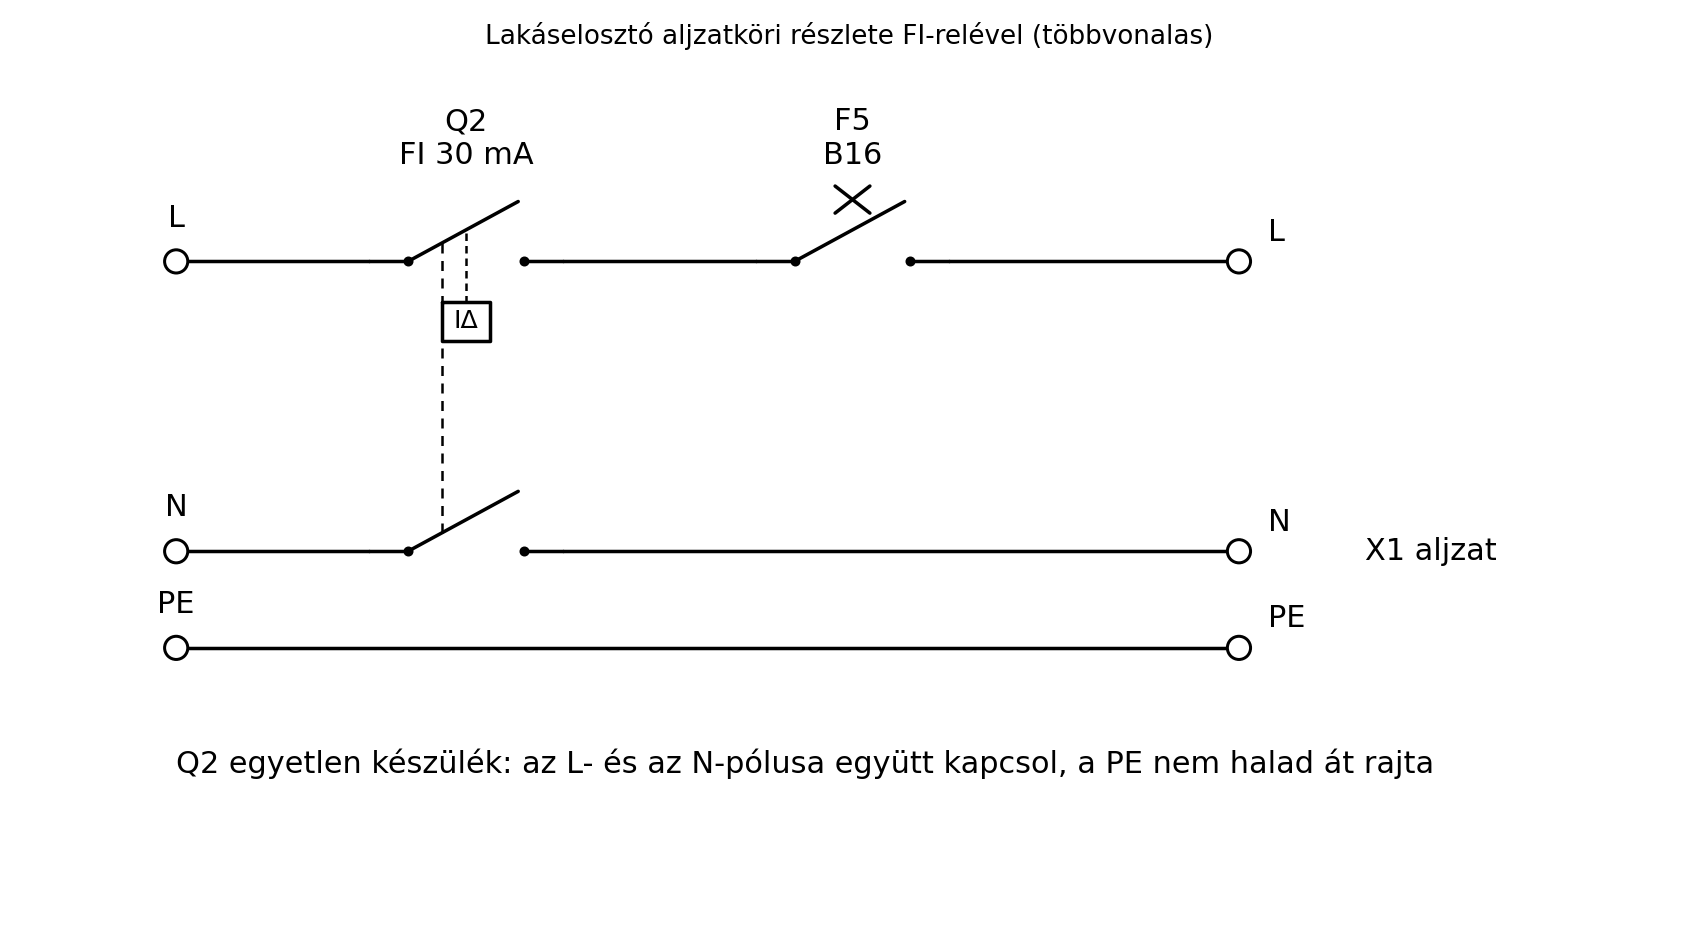 Lakáselosztó aljzatköri részlete FI-relével (többvonalas)
Q2
FI 30 mA
F5
B16
L
L
IΔ
N
N
X1 aljzat
PE
PE
Q2 egyetlen készülék: az L- és az N-pólusa együtt kapcsol, a PE nem halad át rajta